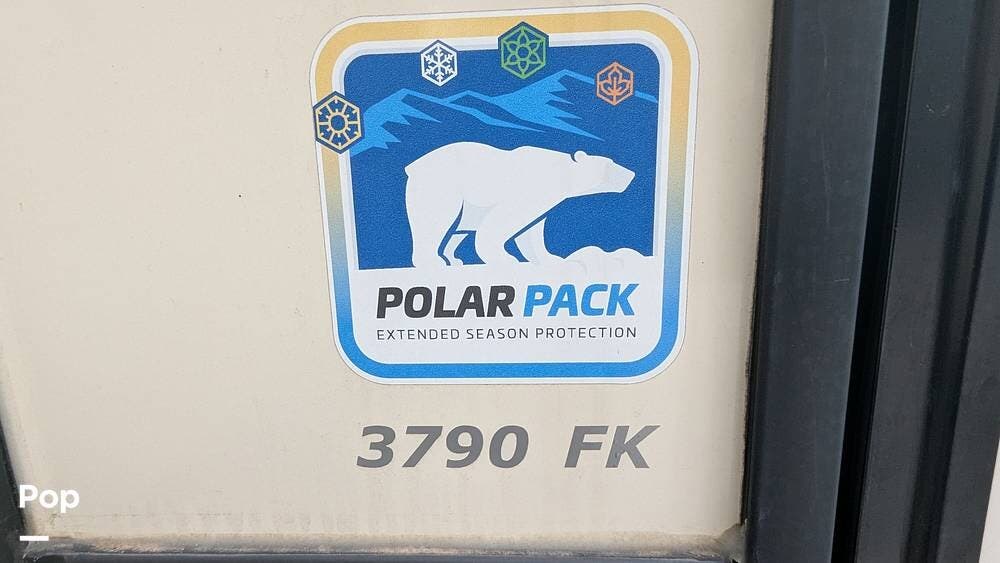 POLAR PACK
EXTENDED SEASON PROTECTION
3790 FK
Pop